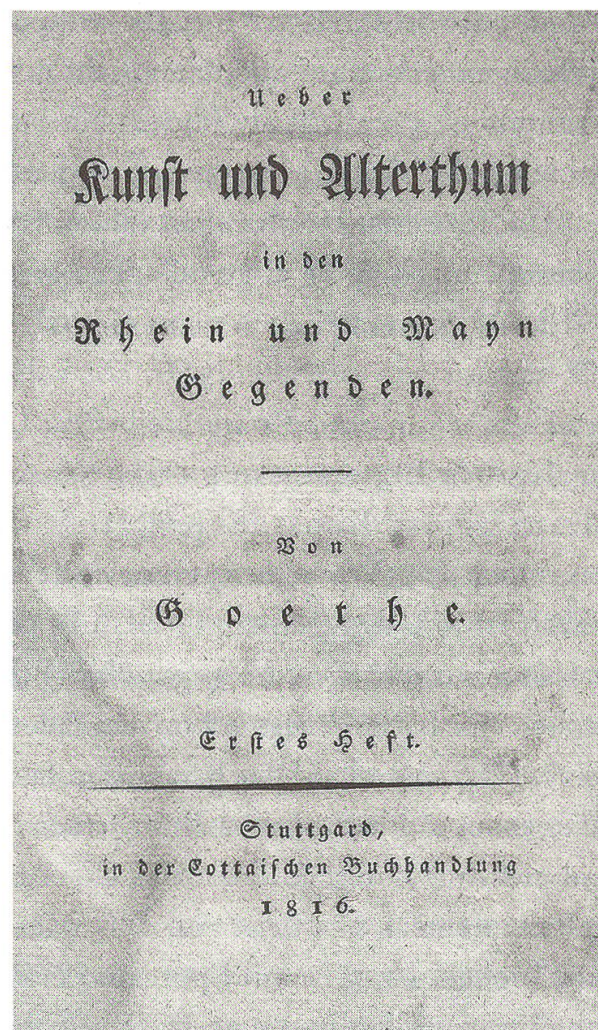 Ueber
Kunſt und Alterthum
in den
Rhein und Mayn
Gegenden.
Von
Goethe.
Erſtes Heft.
Stuttgard,
in der Cottaiſchen Buchhandlung
1816.